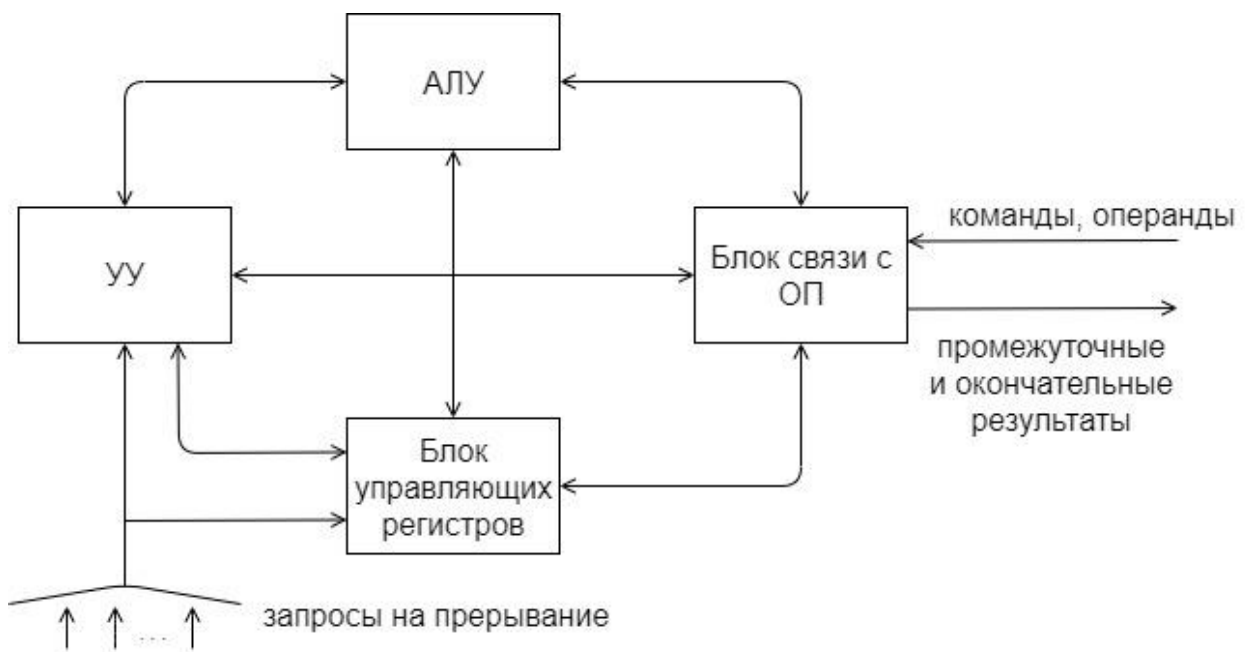 АЛУ
УУ
Блок связи с
ОП
команды, операнды
промежуточные
и окончательные
результаты
Блок
управляющих
регистров
запросы на прерывание
...